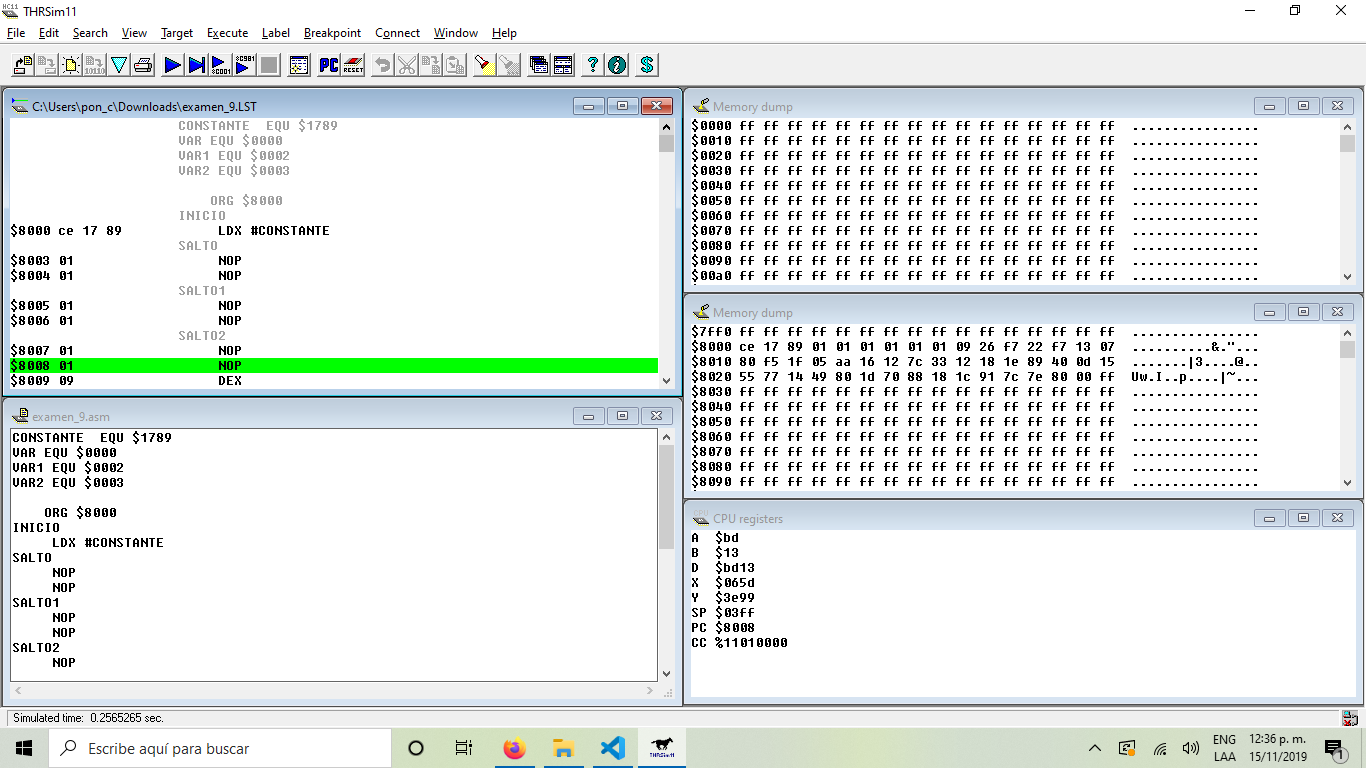 THRSim11
File Edit Search View Target Execute Label Breakpoint Connect Window Help
C:\Users\pon_c\Downloads\examen_9.LST
CONSTANTE  EQU $1789
VAR EQU $0000
VAR1 EQU $0002
VAR2 EQU $0003
ORG $8000
INICIO
$8000 ce 17 89 LDX #CONSTANTE
SALTO
$8003 01 NOP
$8004 01 NOP
SALTO1
$8005 01 NOP
$8006 01 NOP
SALTO2
$8007 01 NOP
$8008 01 NOP
$8009 09 DEX
examen_9.asm
CONSTANTE  EQU $1789
VAR EQU $0000
VAR1 EQU $0002
VAR2 EQU $0003
ORG $8000
INICIO
LDX #CONSTANTE
SALTO
NOP
NOP
SALTO1
NOP
NOP
SALTO2
NOP
Memory dump
$0000 ff ff ff ff ff ff ff ff ff ff ff ff ff ff ff ff ................
$0010 ff ff ff ff ff ff ff ff ff ff ff ff ff ff ff ff ................
$0020 ff ff ff ff ff ff ff ff ff ff ff ff ff ff ff ff ................
$0030 ff ff ff ff ff ff ff ff ff ff ff ff ff ff ff ff ................
$0040 ff ff ff ff ff ff ff ff ff ff ff ff ff ff ff ff ................
$0050 ff ff ff ff ff ff ff ff ff ff ff ff ff ff ff ff ................
$0060 ff ff ff ff ff ff ff ff ff ff ff ff ff ff ff ff ................
$0070 ff ff ff ff ff ff ff ff ff ff ff ff ff ff ff ff ................
$0080 ff ff ff ff ff ff ff ff ff ff ff ff ff ff ff ff ................
$0090 ff ff ff ff ff ff ff ff ff ff ff ff ff ff ff ff ................
$00a0 ff ff ff ff ff ff ff ff ff ff ff ff ff ff ff ff ................
Memory dump
$7ff0 ff ff ff ff ff ff ff ff ff ff ff ff ff ff ff ff ................
$8000 ce 17 89 01 01 01 01 01 01 09 26 f7 22 f7 13 07 ..........&."...
$8010 80 f5 1f 05 aa 16 12 7c 33 12 18 1e 89 40 0d 15 .......|3....@..
$8020 55 77 14 49 80 1d 70 88 18 1c 91 7c 7e 80 00 ff Uw.I..p....|~...
$8030 ff ff ff ff ff ff ff ff ff ff ff ff ff ff ff ff ................
$8040 ff ff ff ff ff ff ff ff ff ff ff ff ff ff ff ff ................
$8050 ff ff ff ff ff ff ff ff ff ff ff ff ff ff ff ff ................
$8060 ff ff ff ff ff ff ff ff ff ff ff ff ff ff ff ff ................
$8070 ff ff ff ff ff ff ff ff ff ff ff ff ff ff ff ff ................
$8080 ff ff ff ff ff ff ff ff ff ff ff ff ff ff ff ff ................
$8090 ff ff ff ff ff ff ff ff ff ff ff ff ff ff ff ff ................
CPU registers
A $bd
B $13
D $bd13
X $065d
Y $3e99
SP $03ff
PC $8008
CC %11010000
Simulated time: 0.2565265 sec.
Escribe aquí para buscar
ENG
LAA
12:36 p. m.
15/11/2019